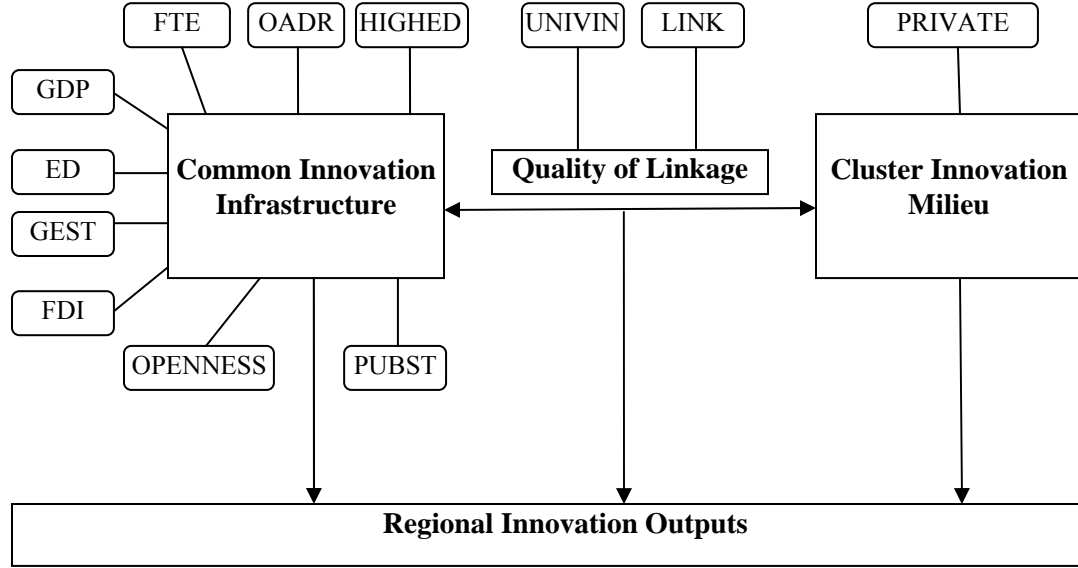 FTE
OADR
HIGHED
UNIVIN
LINK
PRIVATE
GDP
ED
GEST
FDI
Common Innovation
Infrastructure
Quality of Linkage
Cluster Innovation
Milieu
OPENNESS
PUBST
Regional Innovation Outputs